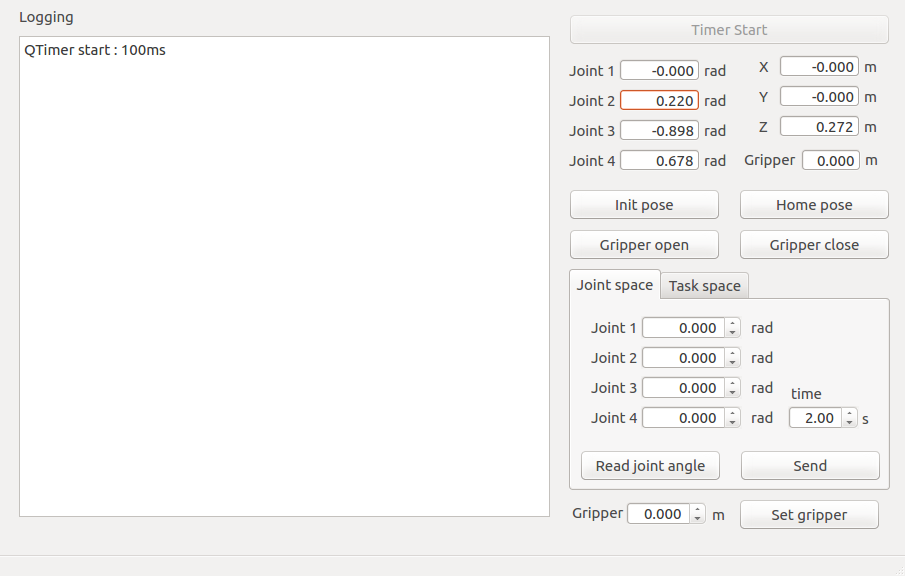 Logging
QTimer start : 100ms
Timer Start
Joint 1 -0.000 rad
X -0.000 m
Joint 2 0.220 rad
Y -0.000 m
Joint 3 -0.898 rad
Z 0.272 m
Joint 4 0.678 rad
Gripper 0.000 m
Init pose
Home pose
Gripper open
Gripper close
Joint space
Task space
Joint 1 0.000 rad
Joint 2 0.000 rad
Joint 3 0.000 rad
time
Joint 4 0.000 rad
2.00 s
Read joint angle
Send
Gripper 0.000 m
Set gripper